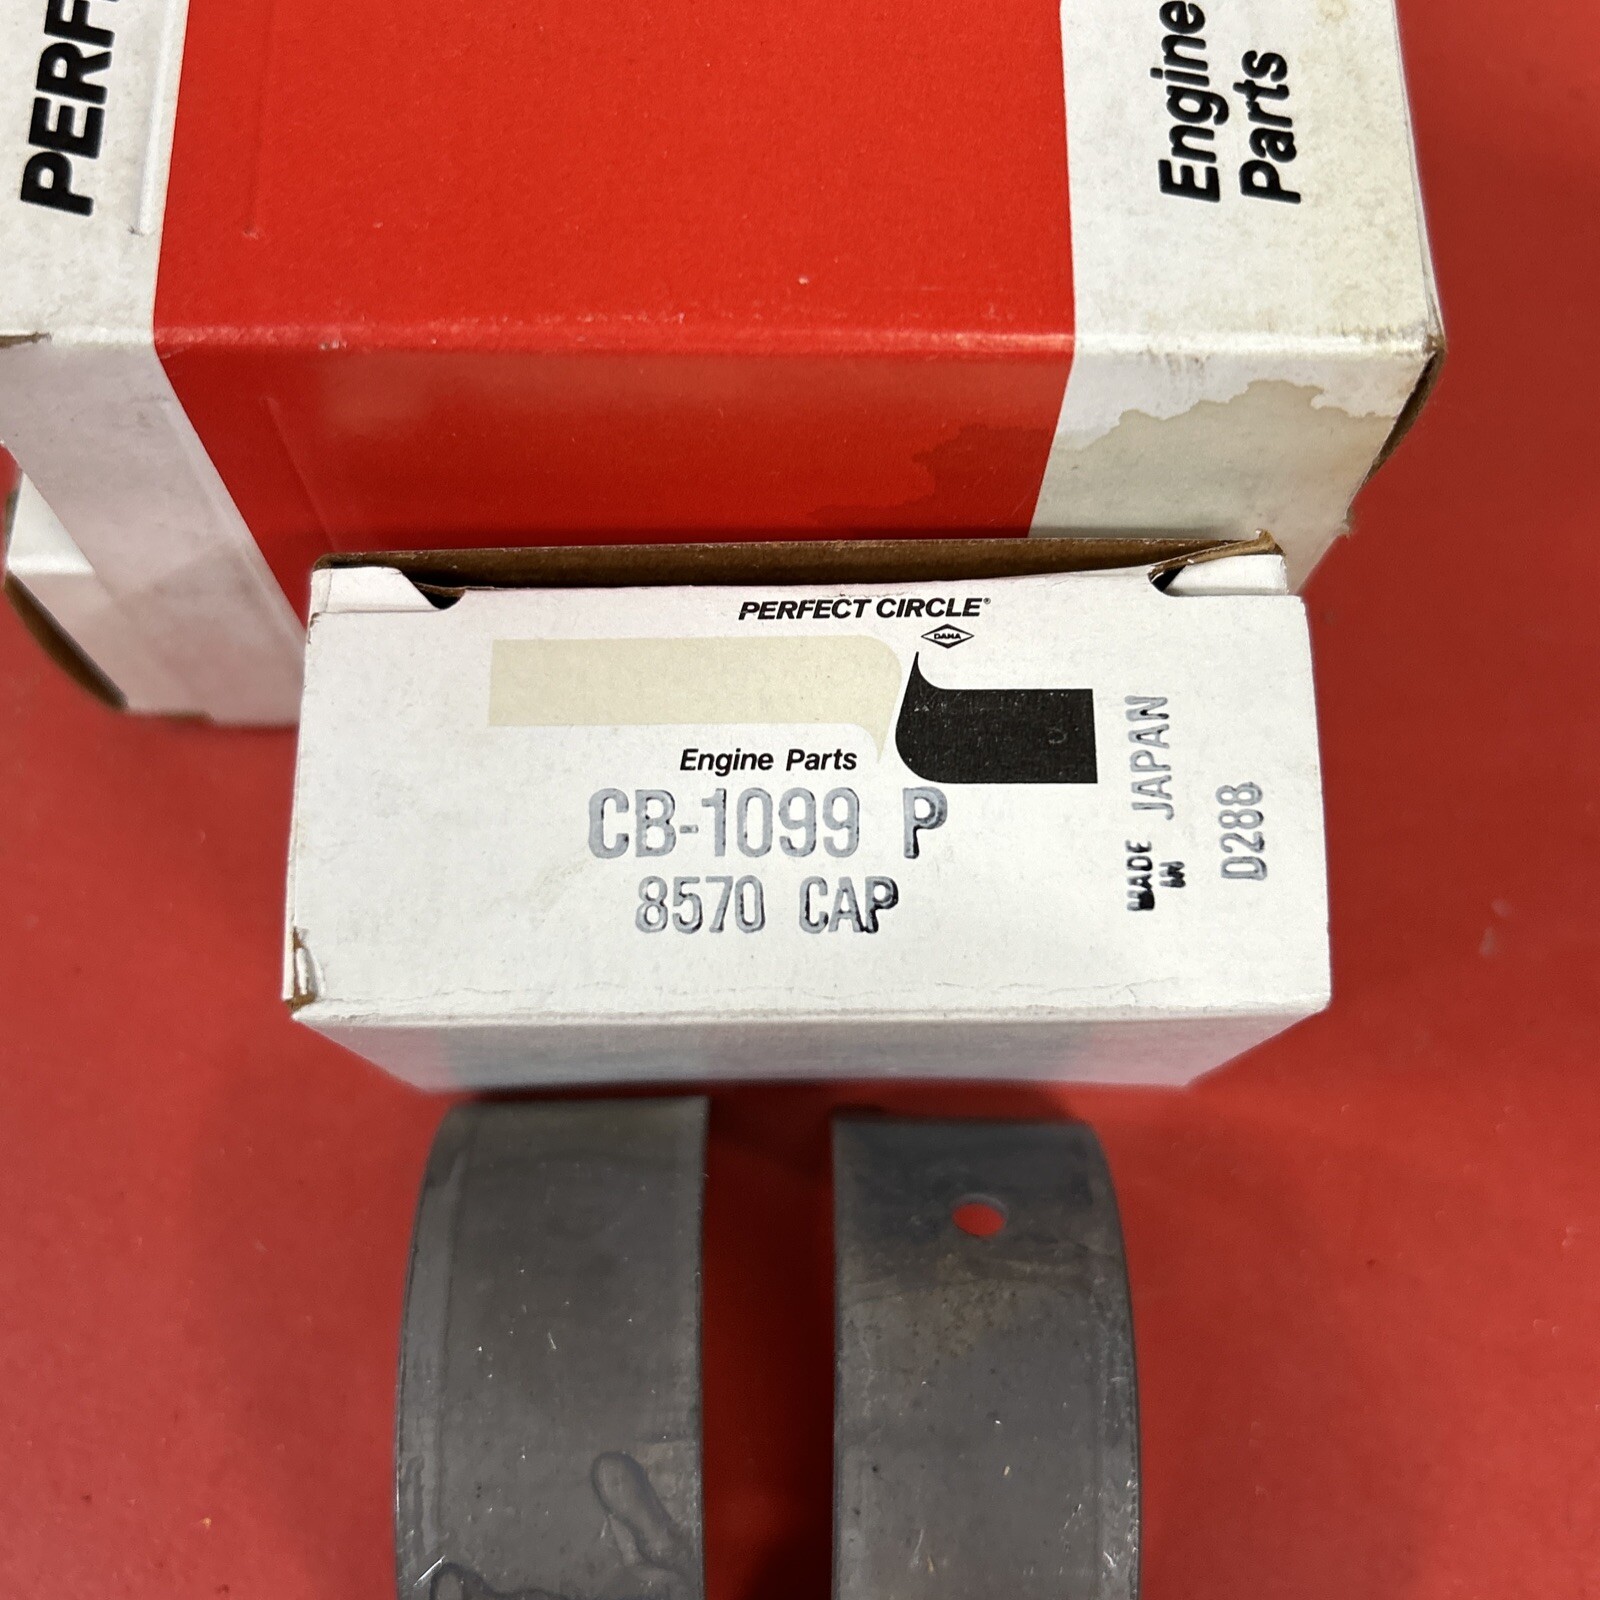 PERF
Engine
Parts
PERFECT CIRCLE®
DANA
Engine Parts
CB-1099 P
8570 CAP
MADE IN JAPAN
D288